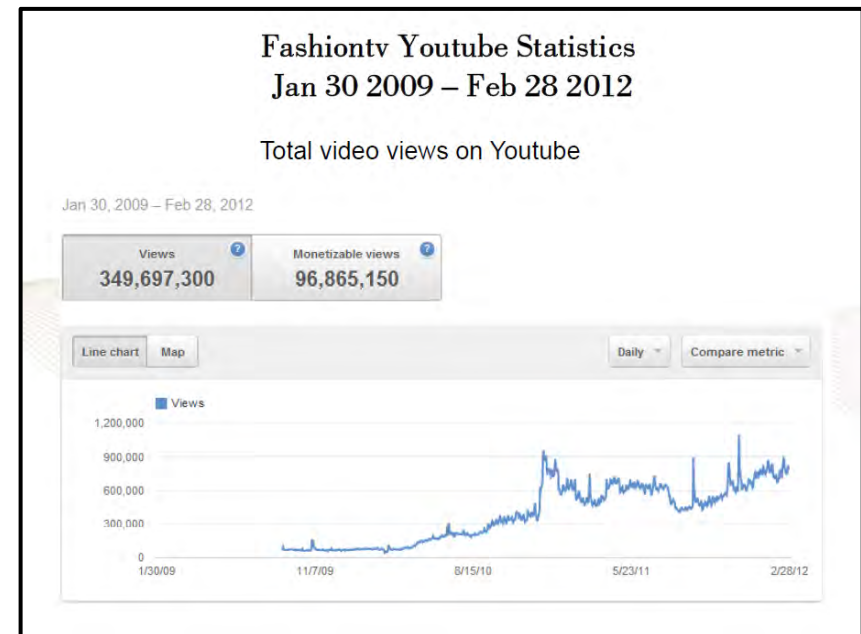 Fashiontv Youtube Statistics
Jan 30 2009 – Feb 28 2012
Total video views on Youtube
Jan 30, 2009 – Feb 28, 2012
Views ? Monetizable views ?
349,697,300 96,865,150
Line chart Map Daily Compare metric
Views
1,200,000
900,000
600,000
300,000
0
1/30/09 11/7/09 8/15/10 5/23/11 2/28/12